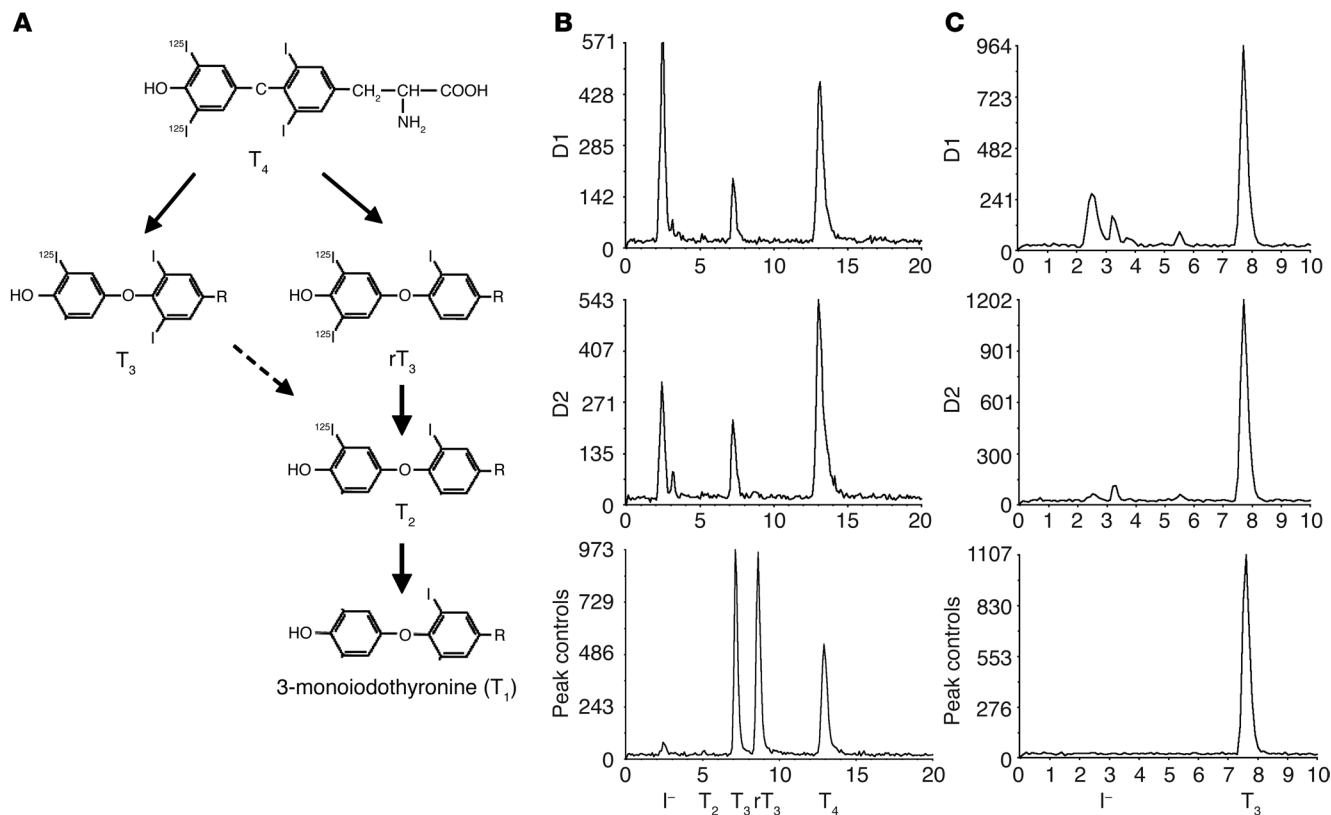 A
125I
I
HO
C
CH2
CH
COOH
125I
I
NH2
T4
125I
I
HO
O
R
I
T3
125I
I
HO
O
R
125I
rT3
125I
I
HO
O
R
T2
I
HO
O
R
3-monoiodothyronine (T1)
B
D1
571
428
285
142
0
0 5 10 15 20
D2
543
407
271
135
0
0 5 10 15 20
Peak controls
973
729
486
243
0
0 5 10 15 20
I– T2 T3 rT3 T4
C
D1
964
723
482
241
0
0 1 2 3 4 5 6 7 8 9 10
D2
1202
901
601
300
0
0 1 2 3 4 5 6 7 8 9 10
Peak controls
1107
830
553
276
0
0 1 2 3 4 5 6 7 8 9 10
I– T3